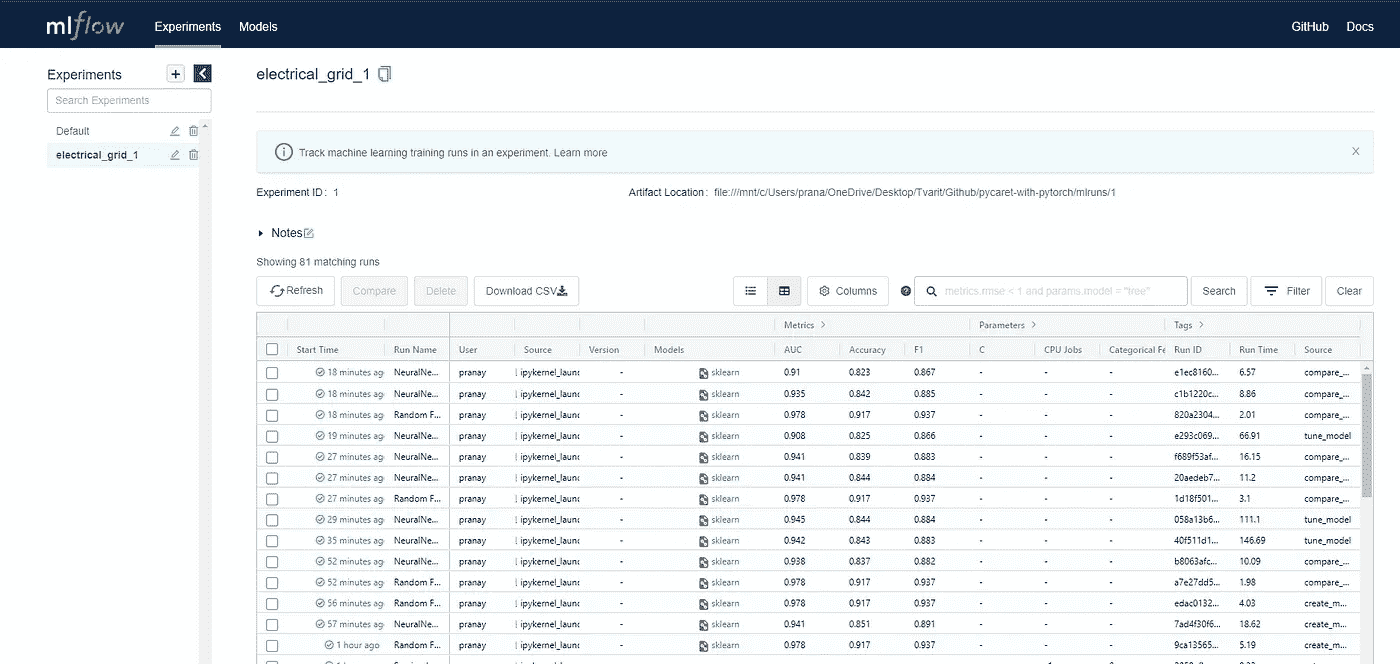 mlflow Experiments Models GitHub Docs
Experiments + electrical_grid_1
Search Experiments
Default
electrical_grid_1
Track machine learning training runs in an experiment. Learn more
Experiment ID : 1 Artifact Location : file:///mnt/c/Users/prana/OneDrive/Desktop/Tvarit/Github/pycaret-with-pytorch/mlruns/1
Notes
Showing 81 matching runs
Refresh Compare Delete Download CSV Columns metrics.rmse < 1 and params.model = "tree" Search Filter Clear
Metrics > Parameters > Tags >
Start Time Run Name User Source Version Models AUC Accuracy F1 C CPU Jobs Categorical Fe Run ID Run Time Source
18 minutes ag NeuralNe... pranay ipykernel_launc - sklearn 0.91 0.823 0.867 - - - e1ec8160... 6.57 compare_...
18 minutes ag NeuralNe... pranay ipykernel_launc - sklearn 0.935 0.842 0.885 - - - c1b1220c... 8.86 compare_...
18 minutes ag Random F... pranay ipykernel_launc - sklearn 0.978 0.917 0.937 - - - 820a2304... 2.01 compare_...
19 minutes ag NeuralNe... pranay ipykernel_launc - sklearn 0.908 0.825 0.866 - - - e293c069... 66.91 tune_model
27 minutes ag NeuralNe... pranay ipykernel_launc - sklearn 0.941 0.839 0.883 - - - f689f53af... 16.15 compare_...
27 minutes ag NeuralNe... pranay ipykernel_launc - sklearn 0.941 0.844 0.884 - - - 20aedeb7... 11.2 compare_...
27 minutes ag Random F... pranay ipykernel_launc - sklearn 0.978 0.917 0.937 - - - 1d18f501... 3.1 compare_...
29 minutes ag NeuralNe... pranay ipykernel_launc - sklearn 0.945 0.844 0.884 - - - 058a13b6... 111.1 tune_model
35 minutes ag NeuralNe... pranay ipykernel_launc - sklearn 0.942 0.843 0.883 - - - 40f511d1... 146.69 tune_model
52 minutes ag NeuralNe... pranay ipykernel_launc - sklearn 0.938 0.837 0.882 - - - b8063afc... 10.09 compare_...
52 minutes ag Random F... pranay ipykernel_launc - sklearn 0.978 0.917 0.937 - - - a7e27dd5... 1.98 compare_...
56 minutes ag Random F... pranay ipykernel_launc - sklearn 0.978 0.917 0.937 - - - edac0132... 4.03 create_m...
57 minutes ag NeuralNe... pranay ipykernel_launc - sklearn 0.941 0.851 0.891 - - - 7ad4f30f6... 18.62 create_m...
1 hour ago Random F... pranay ipykernel_launc - sklearn 0.978 0.917 0.937 - - - 9ca13565... 5.19 create_m...